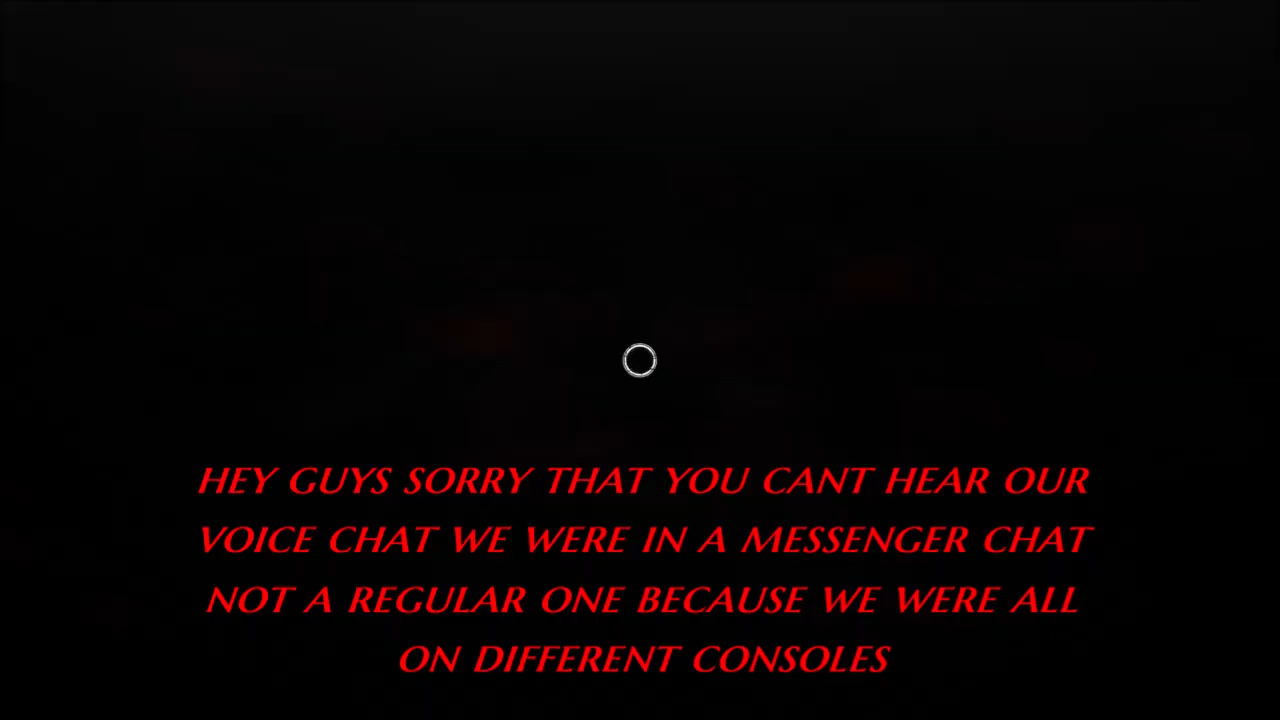 HEY GUYS SORRY THAT YOU CANT HEAR OUR
VOICE CHAT WE WERE IN A MESSENGER CHAT
NOT A REGULAR ONE BECAUSE WE WERE ALL
ON DIFFERENT CONSOLES